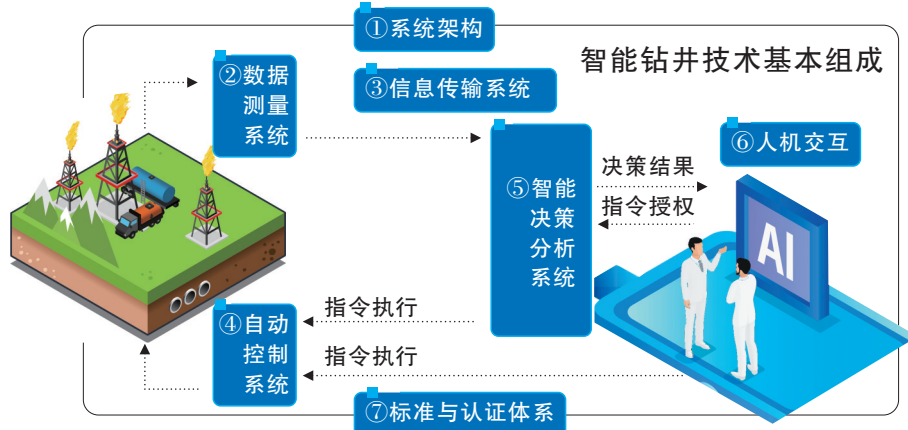 ①系统架构
智能钻井技术基本组成
②数据
测量
系统
③信息传输系统
⑥人机交互
⑤智能
决策
分析
系统
决策结果
指令授权
AI
指令执行
④自动
控制
系统
指令执行
⑦标准与认证体系